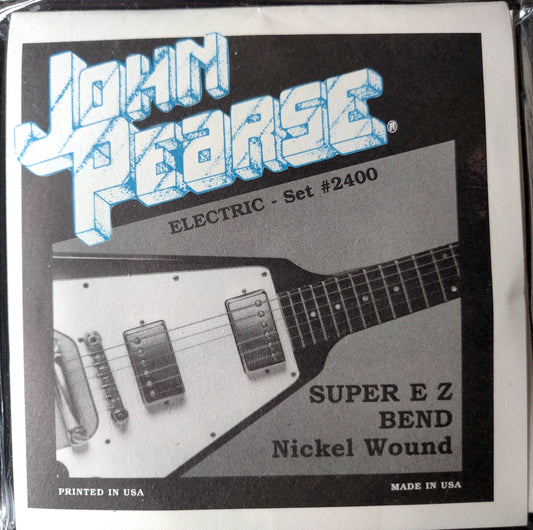 JOHN
PEARSE®
ELECTRIC - Set #2400
SUPER E Z
BEND
Nickel Wound
PRINTED IN USA
MADE IN USA